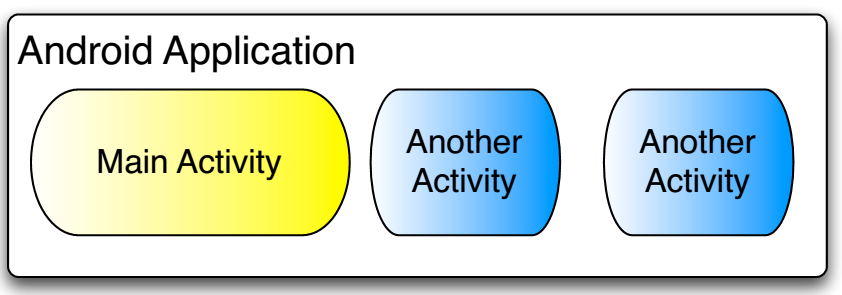 Android Application
Main Activity
Another
Activity
Another
Activity